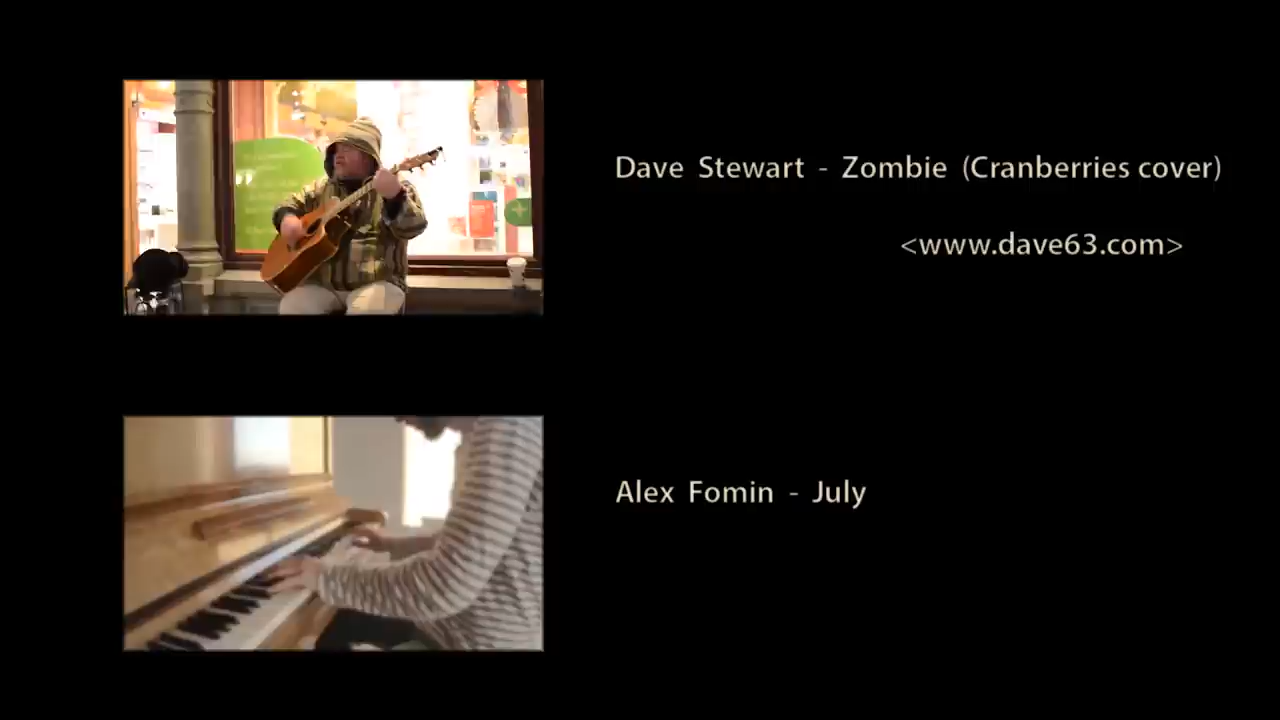 Dave Stewart - Zombie (Cranberries cover)
<www.dave63.com>
Alex Fomin - July